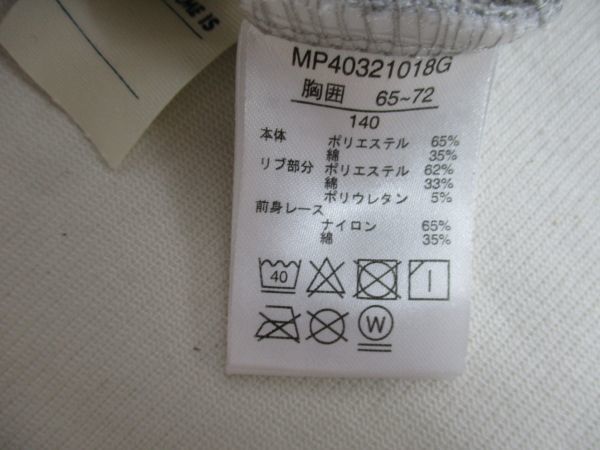 ME IS
MP40321018G
胸囲 65~72
140
本体 ポリエステル 65%
綿 35%
リブ部分 ポリエステル 62%
綿 33%
ポリウレタン 5%
前身レース
ナイロン 65%
綿 35%
40
W